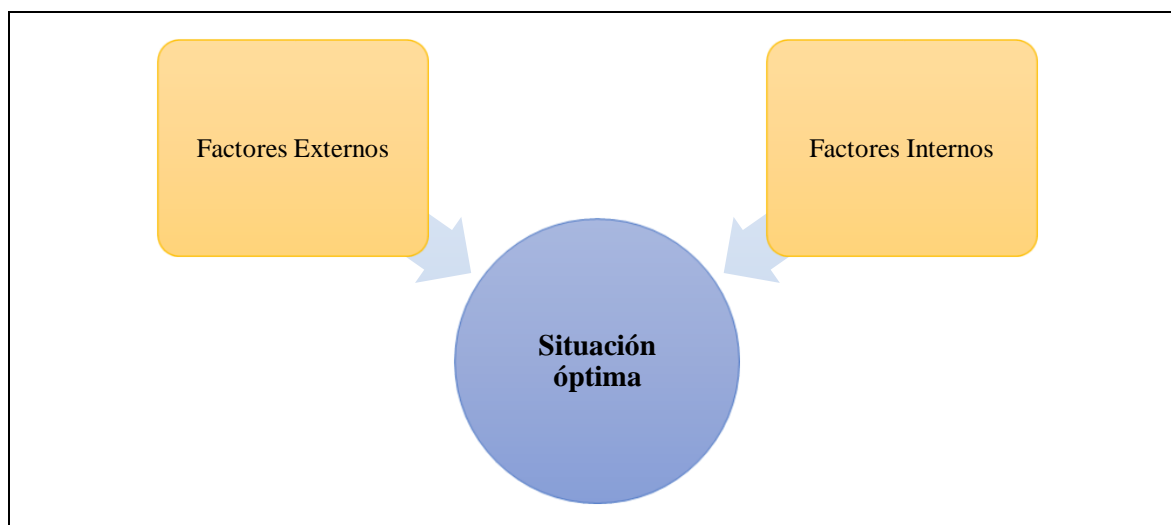 Factores Externos
Factores Internos
Situación
óptima